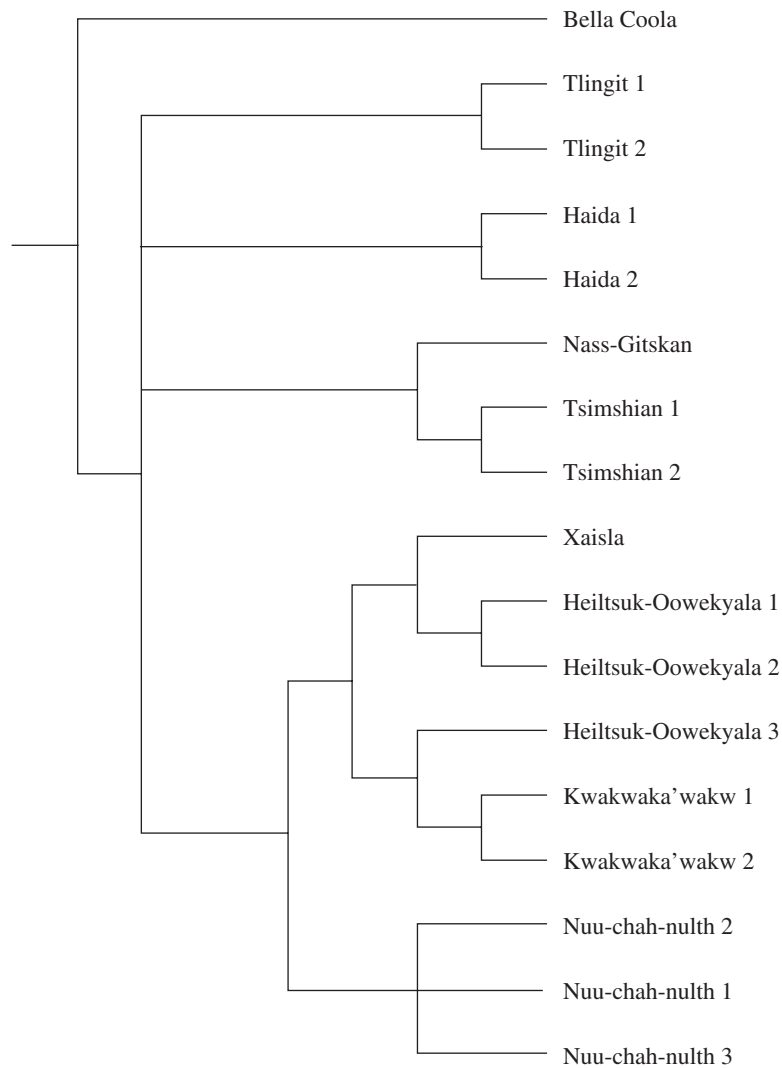 Bella Coola
Tlingit 1
Tlingit 2
Haida 1
Haida 2
Nass-Gitskan
Tsimshian 1
Tsimshian 2
Xaisla
Heiltsuk-Oowekyala 1
Heiltsuk-Oowekyala 2
Heiltsuk-Oowekyala 3
Kwakwaka’wakw 1
Kwakwaka’wakw 2
Nuu-chah-nulth 2
Nuu-chah-nulth 1
Nuu-chah-nulth 3